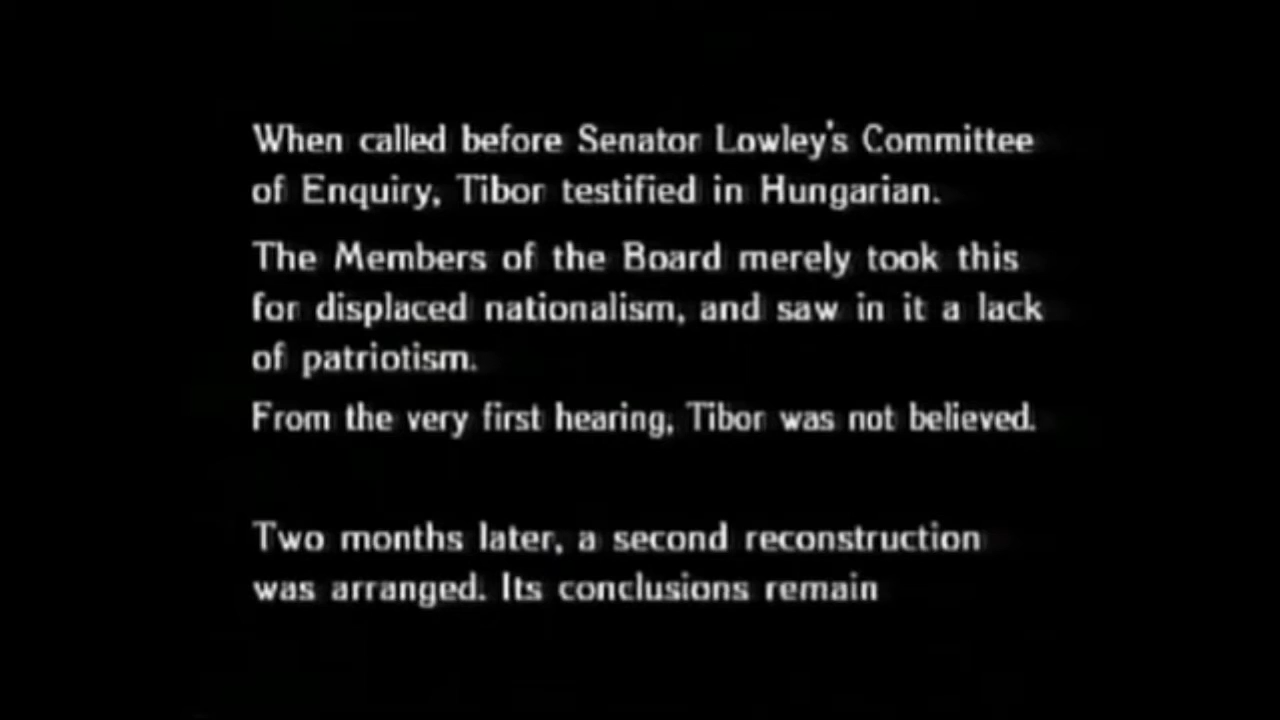 When called before Senator Lowley's Committee
of Enquiry, Tibor testified in Hungarian.
The Members of the Board merely took this
for displaced nationalism, and saw in it a lack
of patriotism.
From the very first hearing, Tibor was not believed.
Two months later, a second reconstruction
was arranged. Its conclusions remain